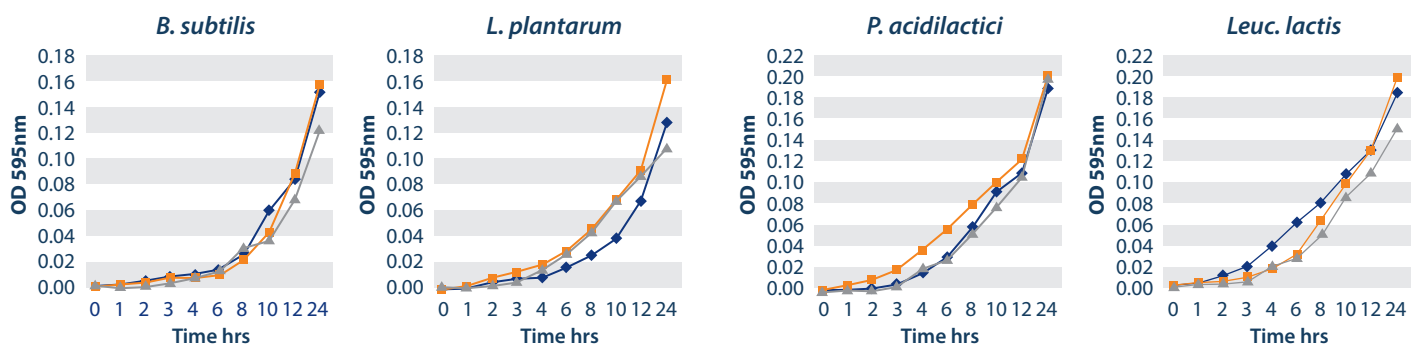 B. subtilis
OD 595nm
0.18
0.16
0.14
0.12
0.10
0.08
0.06
0.04
0.02
0.00
0 1 2 3 4 6 8 10 12 24
Time hrs
L. plantarum
OD 595nm
0.18
0.16
0.14
0.12
0.10
0.08
0.06
0.04
0.02
0.00
0 1 2 3 4 6 8 10 12 24
Time hrs
P. acidilactici
OD 595nm
0.22
0.20
0.18
0.16
0.14
0.12
0.10
0.08
0.06
0.04
0.02
0.00
0 1 2 3 4 6 8 10 12 24
Time hrs
Leuc. lactis
OD 595nm
0.22
0.20
0.18
0.16
0.14
0.12
0.10
0.08
0.06
0.04
0.02
0.00
0 1 2 3 4 6 8 10 12 24
Time hrs